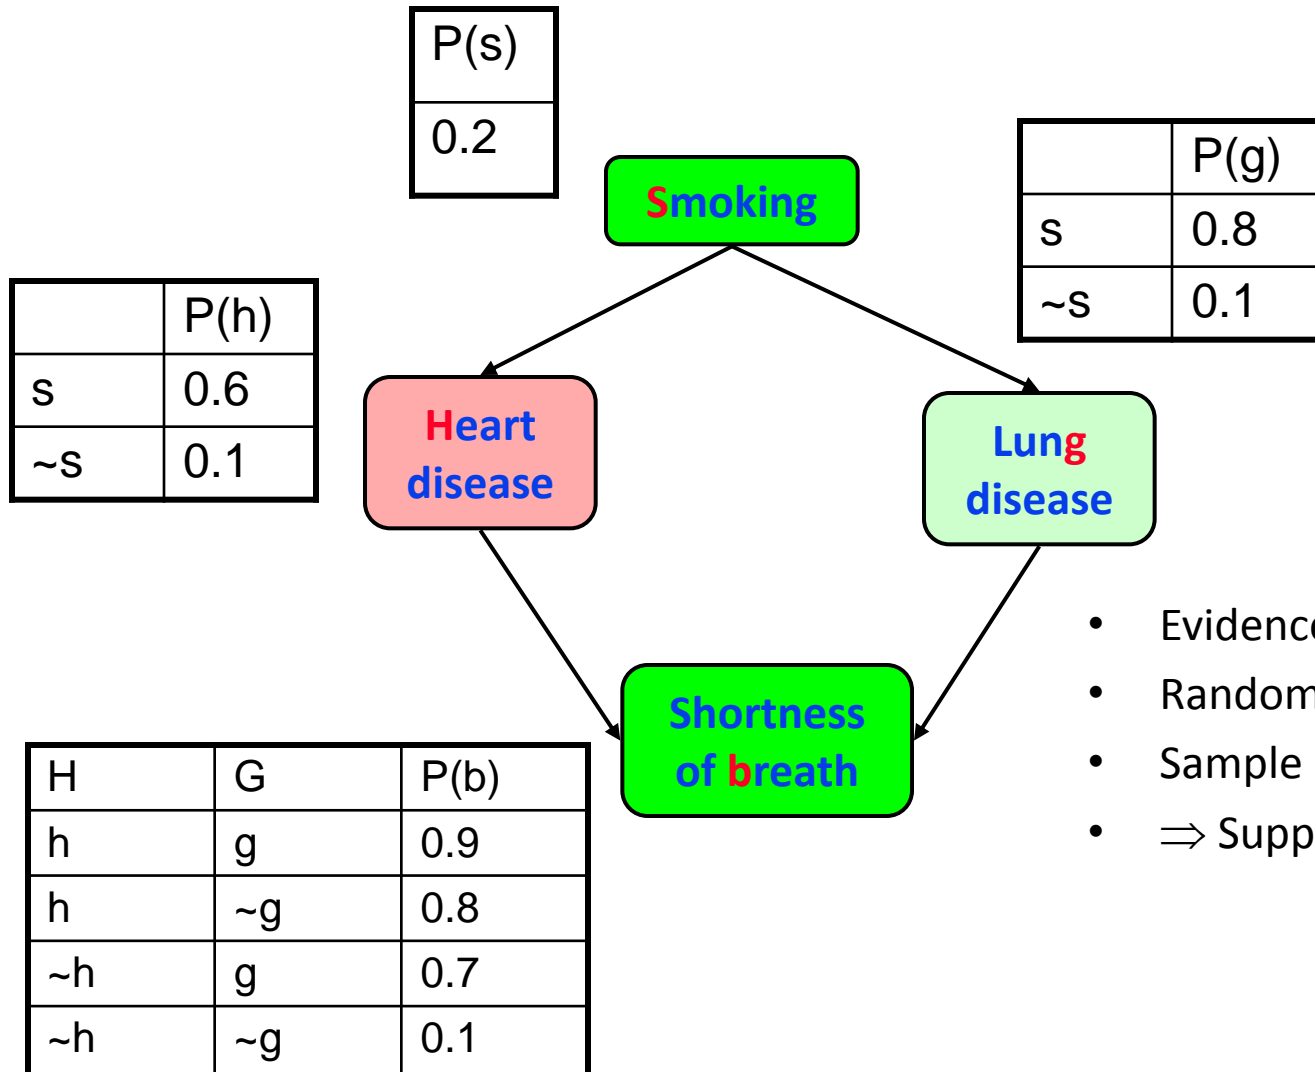 P(s)
0.2
Smoking
P(g)
s 0.8
~s 0.1
P(h)
s 0.6
~s 0.1
Heart
disease
Lung
disease
Shortness
of breath
H G P(b)
h g 0.9
h ~g 0.8
~h g 0.7
~h ~g 0.1
• Evidence
• Random
• Sample
• ⇒ Supp